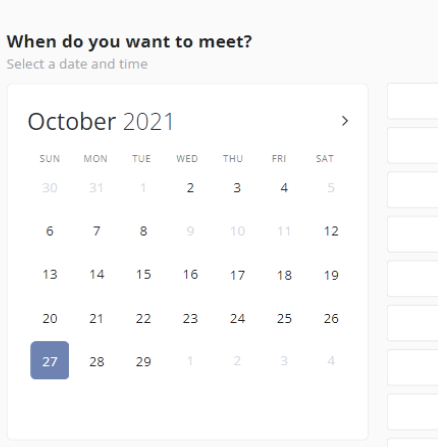 When do you want to meet?
Select a date and time
October 2021 >
SUN MON TUE WED THU FRI SAT
30 31 1 2 3 4 5
6 7 8 9 10 11 12
13 14 15 16 17 18 19
20 21 22 23 24 25 26
27 28 29 1 2 3 4